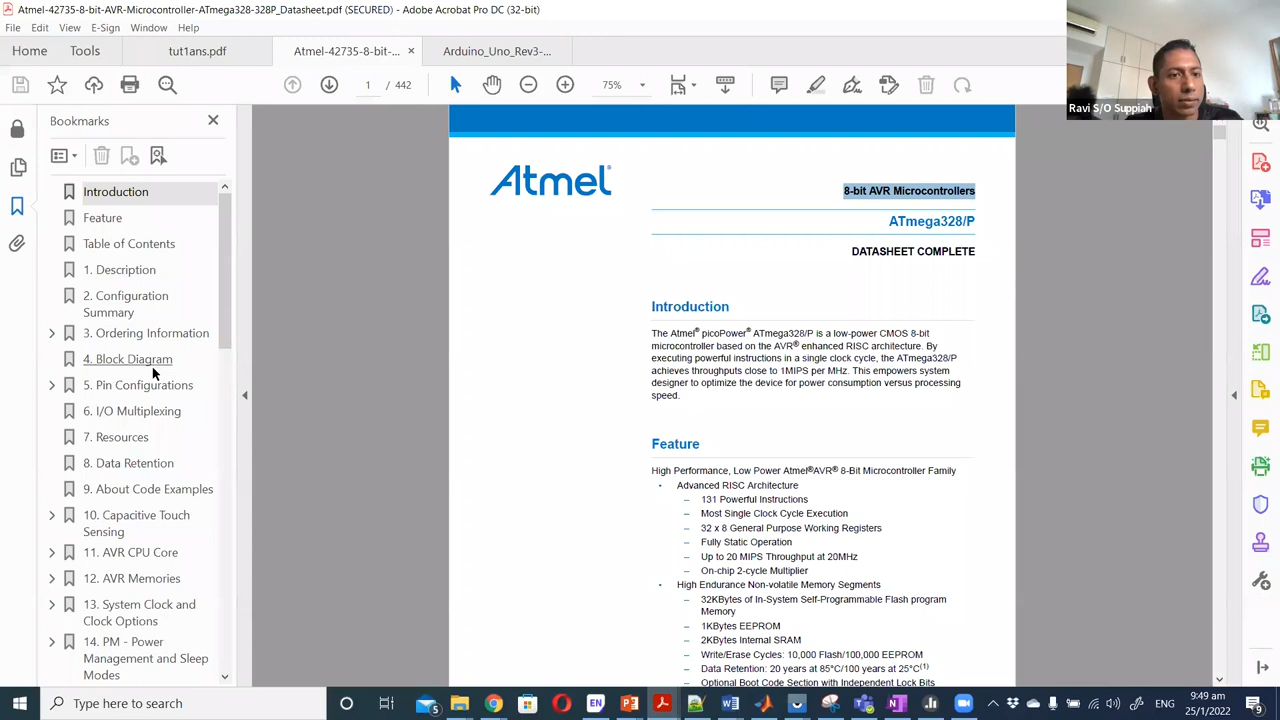 Atmel-42735-8-bit-AVR-Microcontroller-ATmega328-328P_Datasheet.pdf (SECURED) - Adobe Acrobat Pro DC (32-bit)
File Edit View E-Sign Window Help
Home Tools tut1ans.pdf Atmel-42735-8-bit-... × Arduino_Uno_Rev3-...
1 / 442 75%
Ravi S/O Suppiah
Bookmarks
Introduction
Feature
Table of Contents
1. Description
2. Configuration
Summary
3. Ordering Information
4. Block Diagram
5. Pin Configurations
6. I/O Multiplexing
7. Resources
8. Data Retention
9. About Code Examples
10. Capacitive Touch
Sensing
11. AVR CPU Core
12. AVR Memories
13. System Clock and
Clock Options
14. PM - Power
Management and Sleep
Modes
Atmel®
8-bit AVR Microcontrollers
ATmega328/P
DATASHEET COMPLETE
Introduction
The Atmel® picoPower® ATmega328/P is a low-power CMOS 8-bit
microcontroller based on the AVR® enhanced RISC architecture. By
executing powerful instructions in a single clock cycle, the ATmega328/P
achieves throughputs close to 1MIPS per MHz. This empowers system
designer to optimize the device for power consumption versus processing
speed.
Feature
High Performance, Low Power Atmel®AVR® 8-Bit Microcontroller Family
• Advanced RISC Architecture
– 131 Powerful Instructions
– Most Single Clock Cycle Execution
– 32 x 8 General Purpose Working Registers
– Fully Static Operation
– Up to 20 MIPS Throughput at 20MHz
– On-chip 2-cycle Multiplier
• High Endurance Non-volatile Memory Segments
– 32KBytes of In-System Self-Programmable Flash program
Memory
– 1KBytes EEPROM
– 2KBytes Internal SRAM
– Write/Erase Cycles: 10,000 Flash/100,000 EEPROM
– Data Retention: 20 years at 85°C/100 years at 25°C(1)
– Optional Boot Code Section with Independent Lock Bits
Type here to search
5
EN
ENG
9:49 am
25/1/2022
9